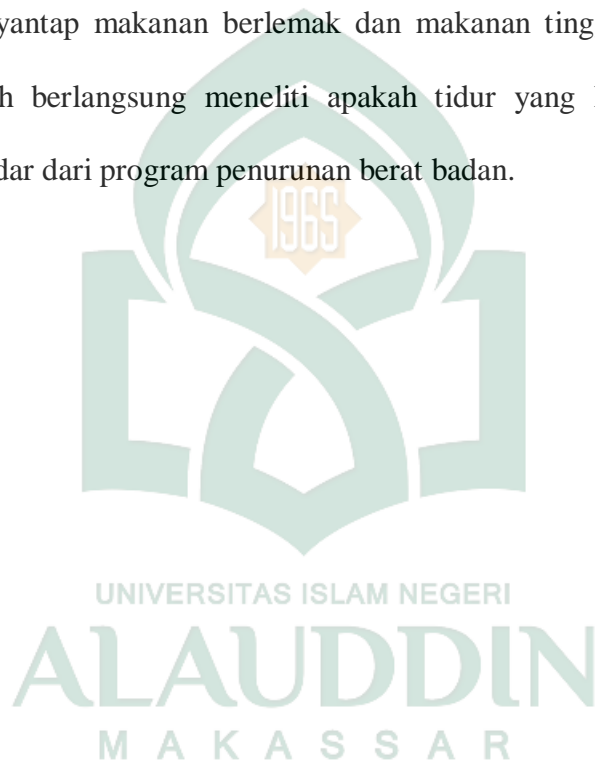 yantap makanan berlemak dan makanan ting
h berlangsung meneliti apakah tidur yang
dar dari program penurunan berat badan.
1965
UNIVERSITAS ISLAM NEGERI
ALAUDDIN
MAKASSAR